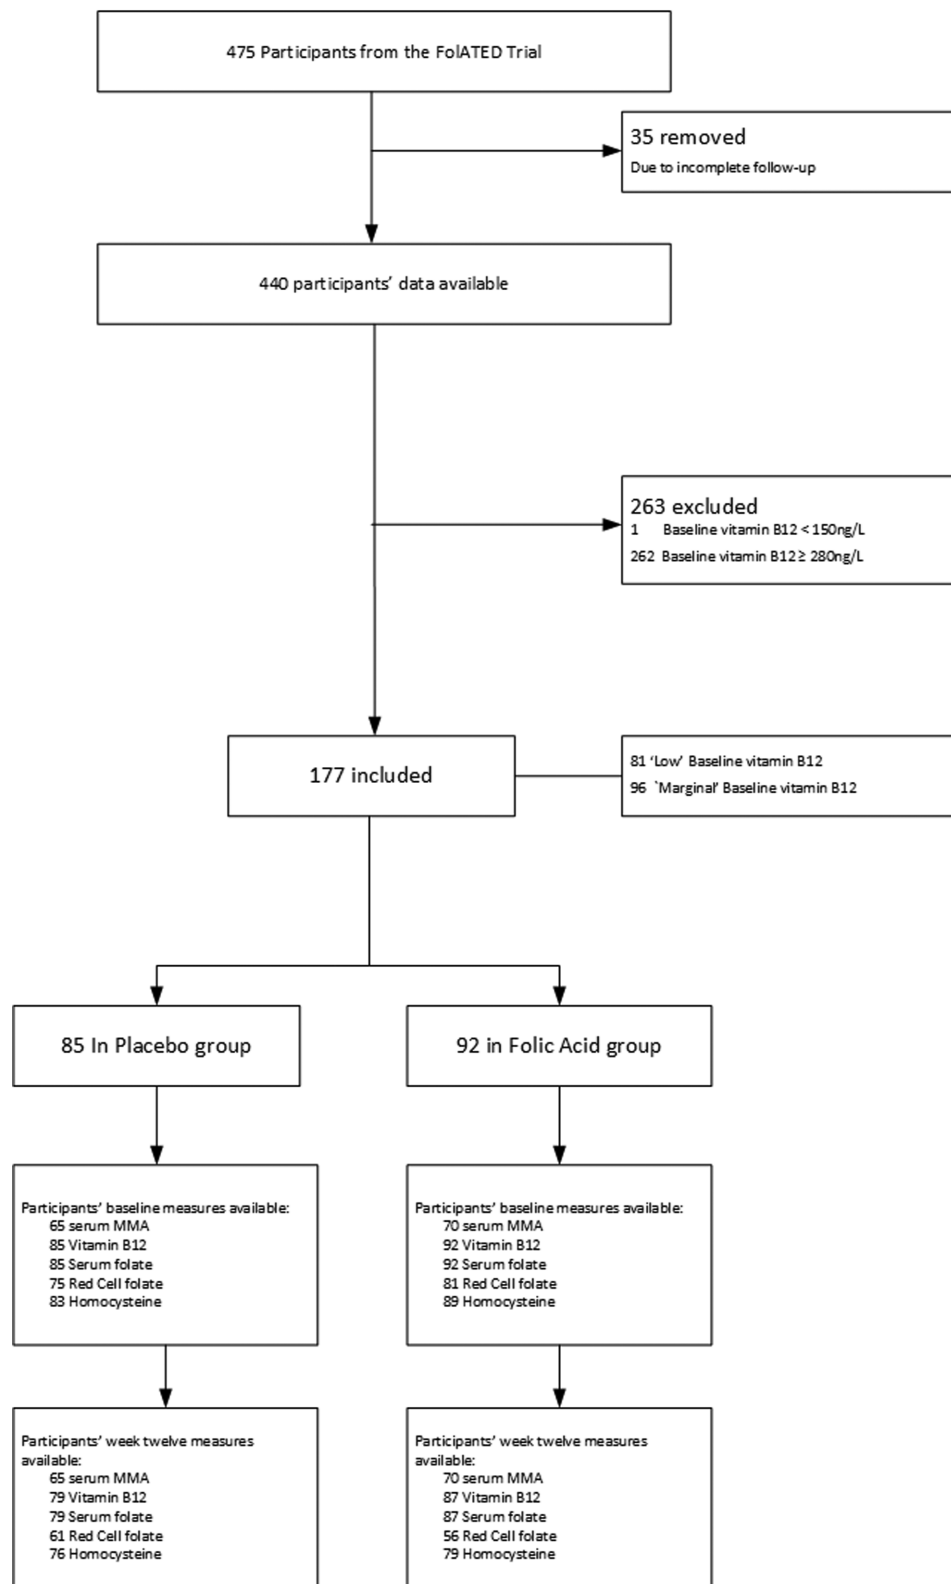 475 Participants from the FolATED Trial
35 removed
Due to incomplete follow-up
440 participants’ data available
263 excluded
1 Baseline vitamin B12 < 150ng/L
262 Baseline vitamin B12 ≥ 280ng/L
177 included
81 ‘Low’ Baseline vitamin B12
96 `Marginal’ Baseline vitamin B12
85 In Placebo group
92 in Folic Acid group
Participants’ baseline measures available:
65 serum MMA
85 Vitamin B12
85 Serum folate
75 Red Cell folate
83 Homocysteine
Participants’ baseline measures available:
70 serum MMA
92 Vitamin B12
92 Serum folate
81 Red Cell folate
89 Homocysteine
Participants’ week twelve measures
available:
65 serum MMA
79 Vitamin B12
79 Serum folate
61 Red Cell folate
76 Homocysteine
Participants’ week twelve measures
available:
70 serum MMA
87 Vitamin B12
87 Serum folate
56 Red Cell folate
79 Homocysteine